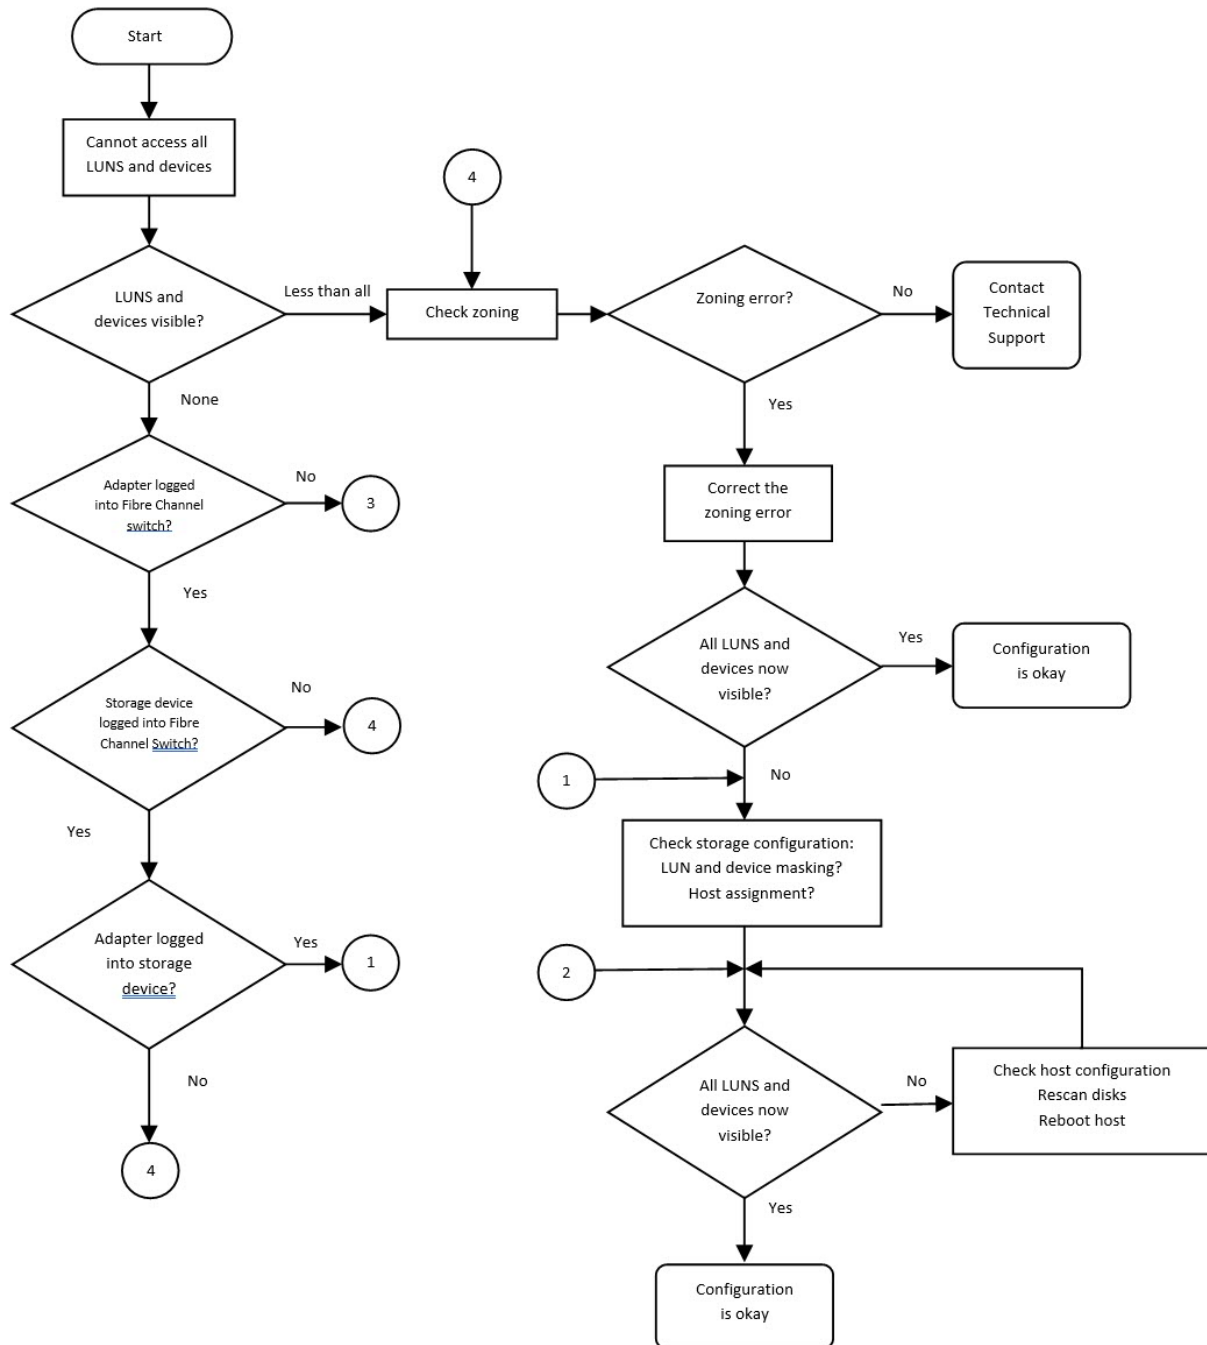 Start
Cannot access all
LUNS and devices
4
LUNS and
devices visible?
Less than all
Check zoning
Zoning error?
No
Contact
Technical
Support
None
Yes
Adapter logged
into Fibre Channel
switch?
No
3
Correct the
zoning error
Yes
Storage device
logged into Fibre
Channel Switch?
No
4
All LUNS and
devices now
visible?
Yes
Configuration
is okay
1
No
Yes
Check storage configuration:
LUN and device masking?
Host assignment?
Adapter logged
into storage
device?
Yes
1
2
No
4
All LUNS and
devices now
visible?
No
Check host configuration
Rescan disks
Reboot host
Yes
Configuration
is okay